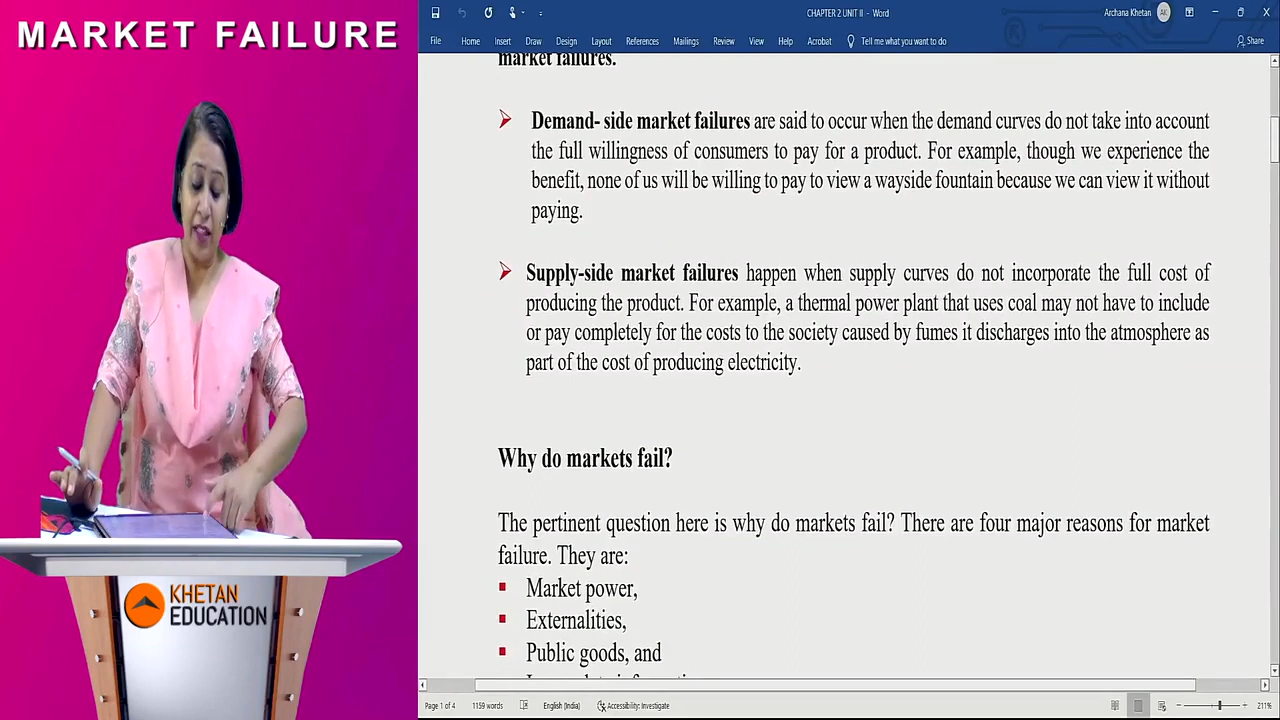 MARKET FAILURE
KHETAN
EDUCATION
CHAPTER 2 UNIT II - Word
Archana Khetan
AK
File Home Insert Draw Design Layout References Mailings Review View Help Acrobat Tell me what you want to do Share
market failures.
Demand- side market failures are said to occur when the demand curves do not take into account
the full willingness of consumers to pay for a product. For example, though we experience the
benefit, none of us will be willing to pay to view a wayside fountain because we can view it without
paying.
Supply-side market failures happen when supply curves do not incorporate the full cost of
producing the product. For example, a thermal power plant that uses coal may not have to include
or pay completely for the costs to the society caused by fumes it discharges into the atmosphere as
part of the cost of producing electricity.
Why do markets fail?
The pertinent question here is why do markets fail? There are four major reasons for market
failure. They are:
Market power,
Externalities,
Public goods, and
Page 1 of 4 1159 words English (India) Accessibility: Investigate 211%